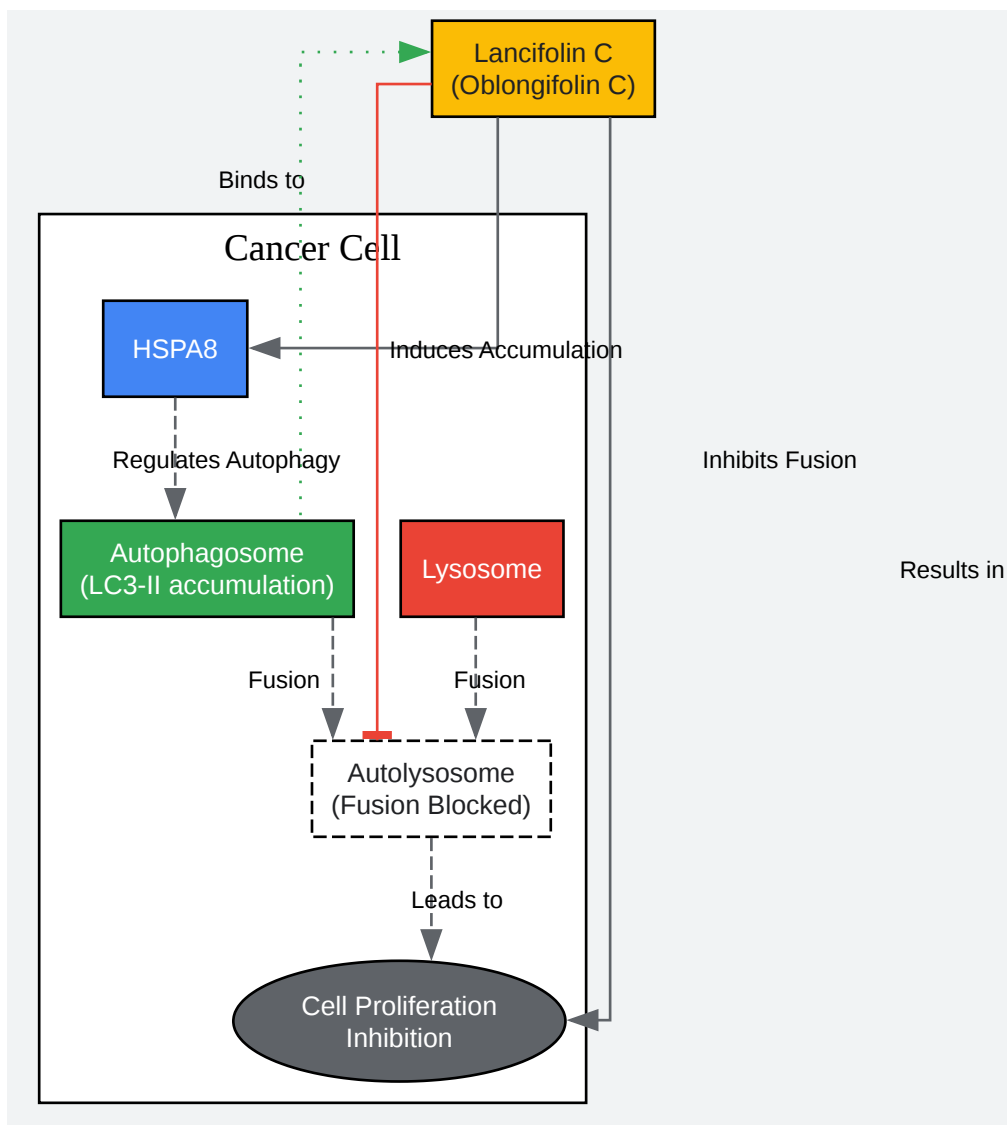 Lancifolin C
(Oblongifolin C)
Binds to
Cancer Cell
HSPA8
Induces Accumulation
Regulates Autophagy
Inhibits Fusion
Autophagosome
(LC3-II accumulation)
Lysosome
Results in
Fusion
Fusion
Autolysosome
(Fusion Blocked)
Leads to
Cell Proliferation
Inhibition